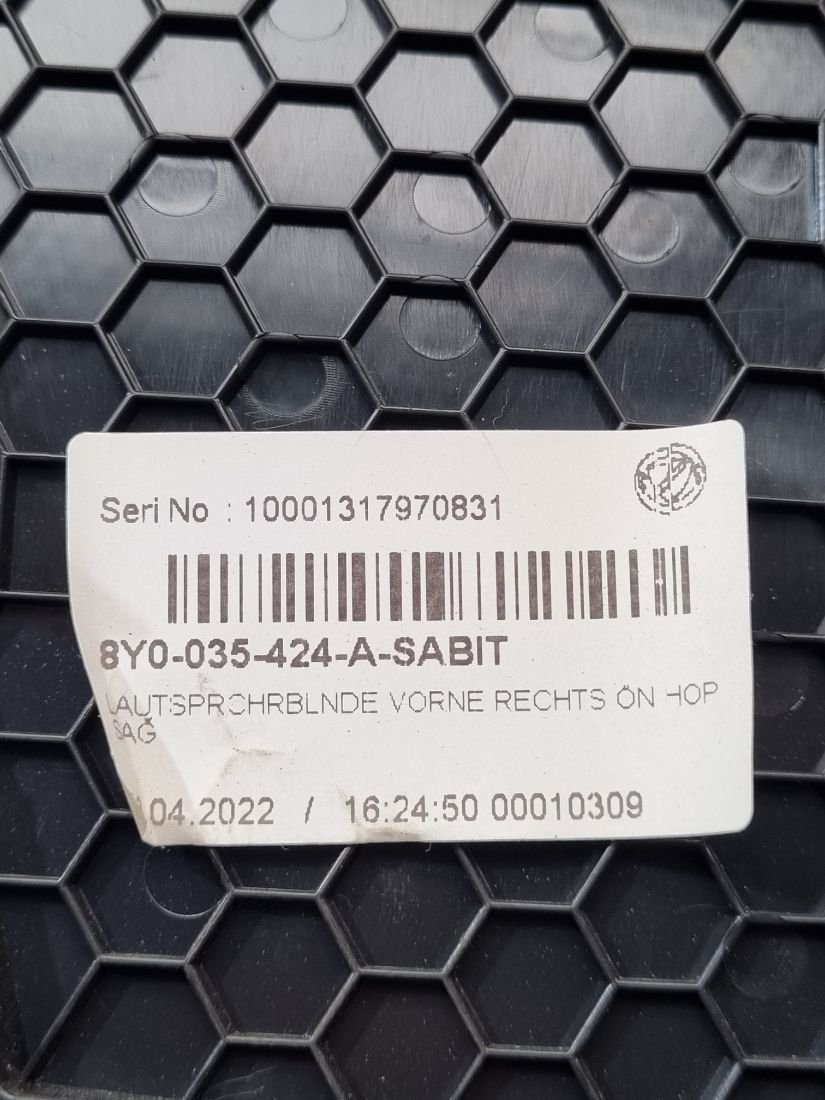 Seri No : 10001317970831
8Y0-035-424-A-SABIT
LAUTSPRCHRBLNDE VORNE RECHTS ÖN HOP
SAĞ
04.2022 / 16:24:50 00010309